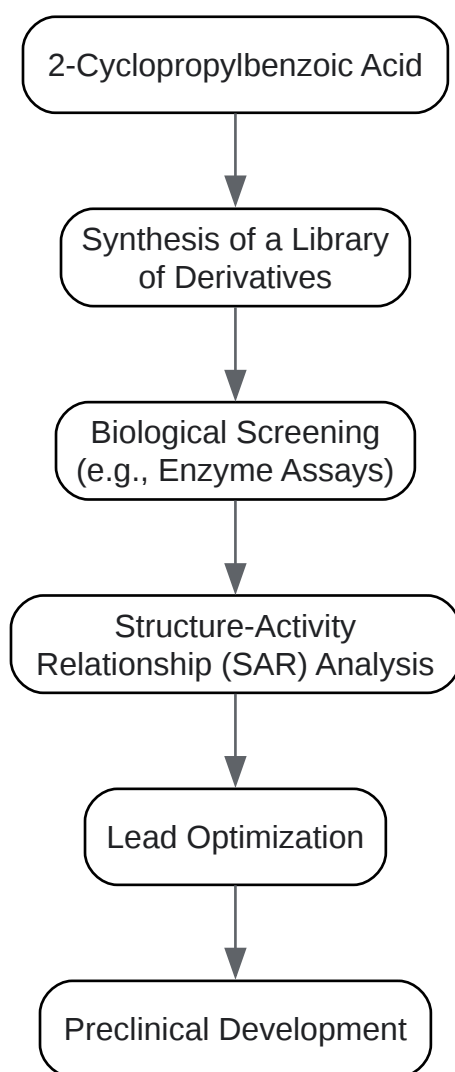 2-Cyclopropylbenzoic Acid
Synthesis of a Library
of Derivatives
Biological Screening
(e.g., Enzyme Assays)
Structure-Activity
Relationship (SAR) Analysis
Lead Optimization
Preclinical Development